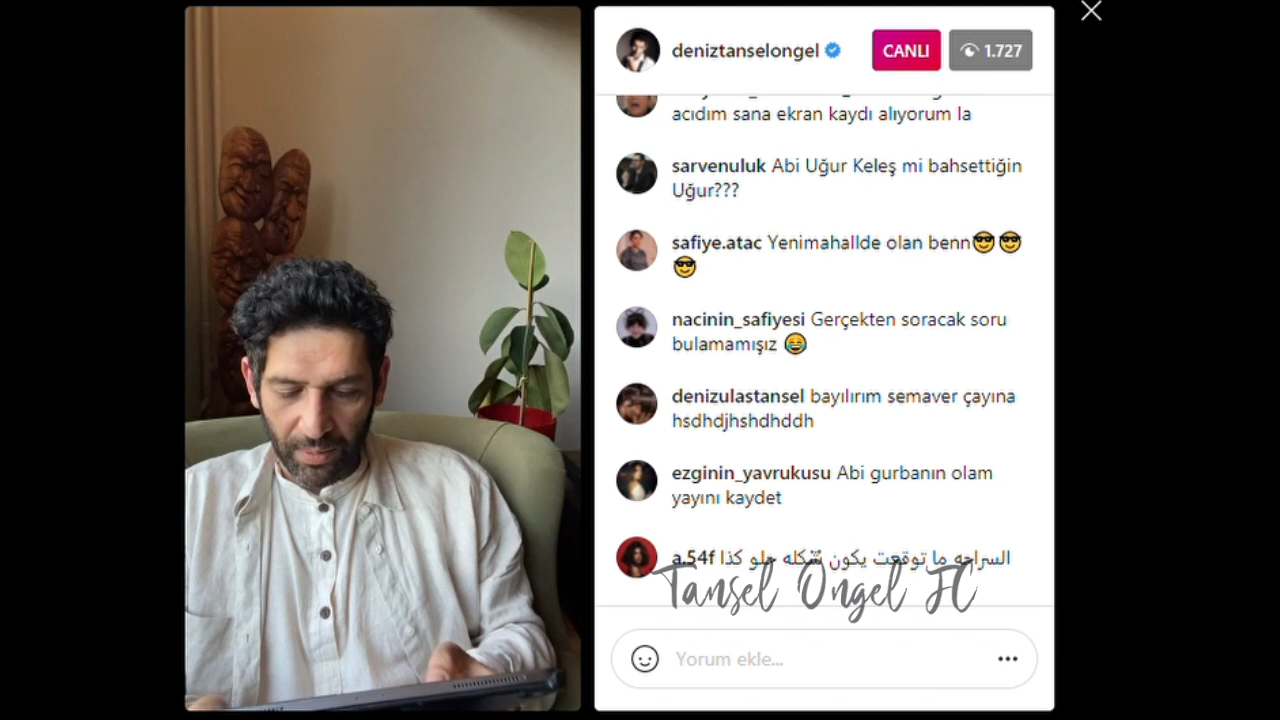 deniztanselongel
CANLI
1.727
acıdım sana ekran kaydı alıyorum la
sarvenuluk Abi Uğur Keleş mi bahsettiğin
Uğur???
safiye.atac Yenimahallde olan benn😎😎
😎
nacinin_safiyesi Gerçekten soracak soru
bulamamışız 😂
denizulastansel bayılırım semaver çayına
hsdhdjhshdhddh
ezginin_yavrukusu Abi gurbanın olam
yayını kaydet
a.54f السراحه ما توقعت يكون شكله حلو كذا
Tansel Öngel FC
Yorum ekle...